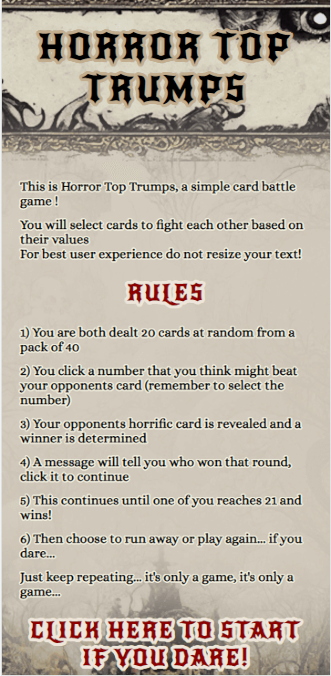 HORROR TOP
TRUMPS
This is Horror Top Trumps, a simple card battle
game !
You will select cards to fight each other based on
their values
For best user experience do not resize your text!
RULES
1) You are both dealt 20 cards at random from a
pack of 40
2) You click a number that you think might beat
your opponents card (remember to select the
number)
3) Your opponents horrific card is revealed and a
winner is determined
4) A message will tell you who won that round,
click it to continue
5) This continues until one of you reaches 21 and
wins!
6) Then choose to run away or play again... if you
dare...
Just keep repeating... it's only a game, it's only a
game...
CLICK HERE TO START
IF YOU DARE!